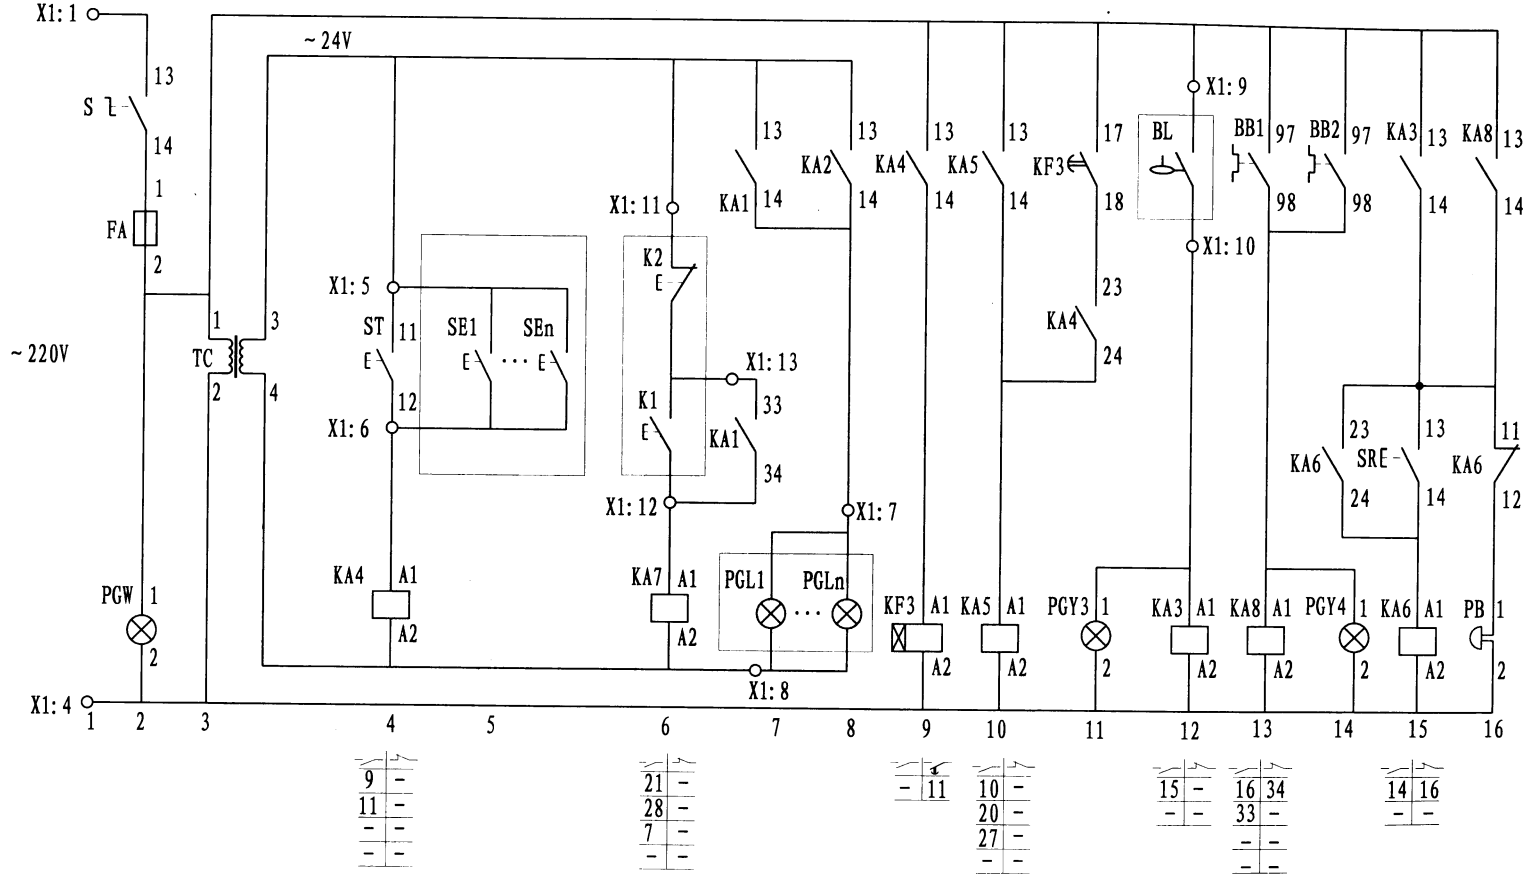 X1:1
~24V
13
S
14
1
FA
2
~220V
1
3
TC
2
4
PGW
1
2
X1:4
X1:5
ST
11
12
X1:6
SE1
···
SEn
KA4
A1
A2
X1:11
K2
X1:13
K1
33
KA1
34
X1:12
KA7
A1
A2
13
KA1
14
13
KA2
14
X1:7
PGL1
···
PGLn
X1:8
13
KA4
14
KF3
A1
A2
13
KA5
14
KA5
A1
A2
17
KF3
18
23
KA4
24
PGY3
1
2
X1:9
BL
X1:10
KA3
A1
A2
BB1
97
98
KA8
A1
A2
BB2
97
98
PGY4
1
2
KA3
13
14
KA8
13
14
23
KA6
24
13
SRE
14
11
KA6
12
KA6
A1
A2
PB
1
2
1 2 3 4 5 6 7 8 9 10 11 12 13 14 15 16
9 -
11 -
- -
- -
21 -
28 -
7 -
- -
- 11
10 -
20 -
27 -
- -
15 -
- -
16 34
33 -
- -
- -
14 16
- -